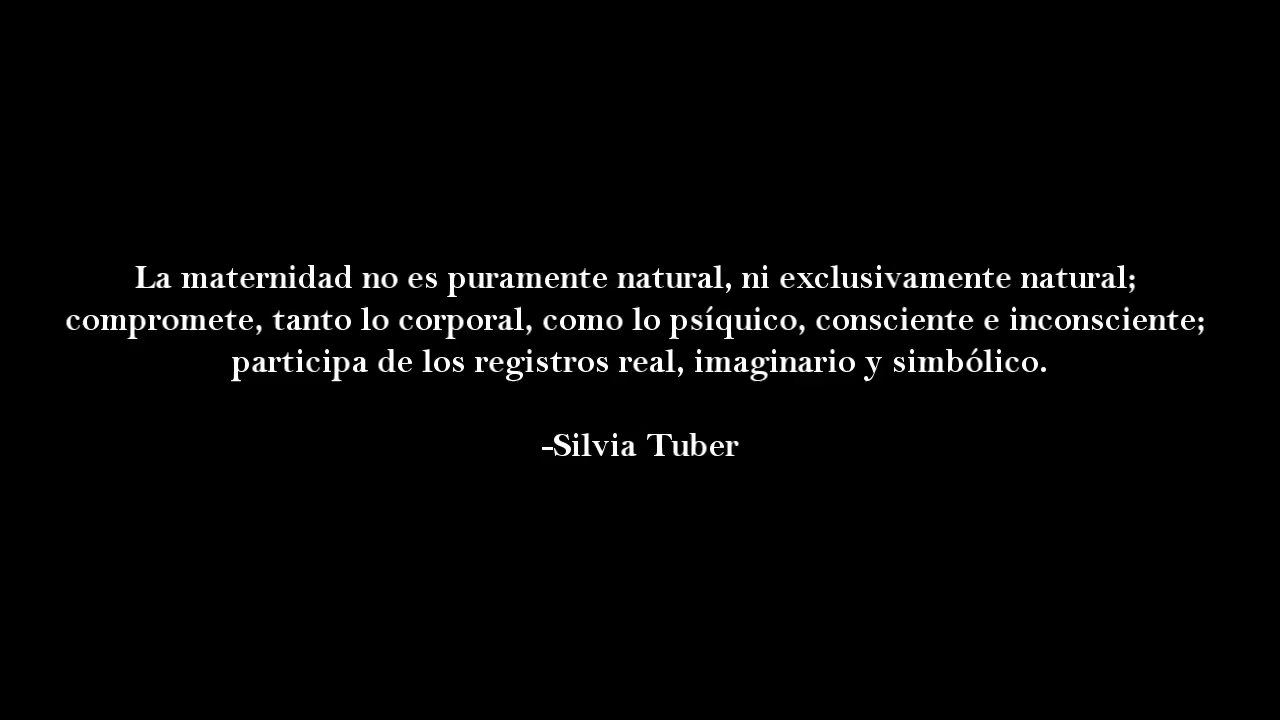 La maternidad no es puramente natural, ni exclusivamente natural;
compromete, tanto lo corporal, como lo psíquico, consciente e inconsciente;
participa de los registros real, imaginario y simbólico.
-Silvia Tuber